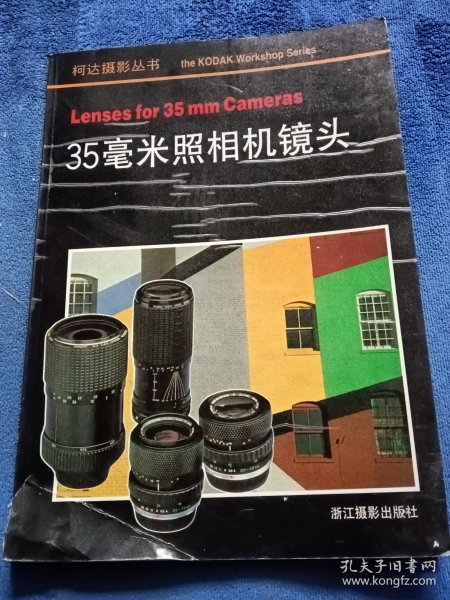 柯达摄影丛书 the KODAK Workshop Series
Lenses for 35 mm Cameras
35毫米照相机镜头
浙江摄影出版社
孔夫子旧书网
www.kongfz.com